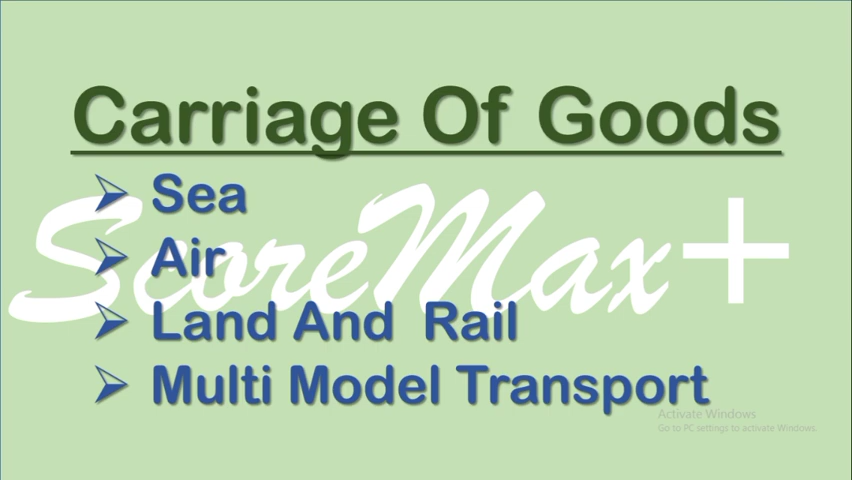 Carriage Of Goods
Sea
ScoreMax+
Air
Land And Rail
Multi Model Transport
Activate Windows
Go to PC settings to activate Windows.